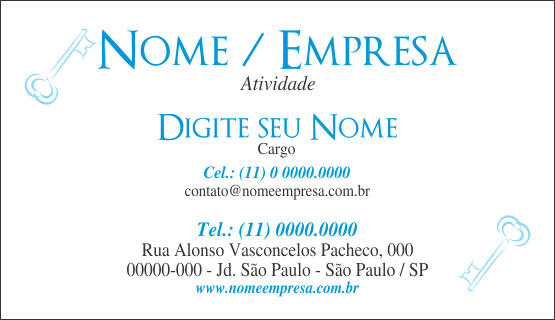 Nome / Empresa
Atividade
Digite seu Nome
Cargo
Cel.: (11) 0 0000.0000
contato@nomeempresa.com.br
Tel.: (11) 0000.0000
Rua Alonso Vasconcelos Pacheco, 000
00000-000 - Jd. São Paulo - São Paulo / SP
www.nomeempresa.com.br